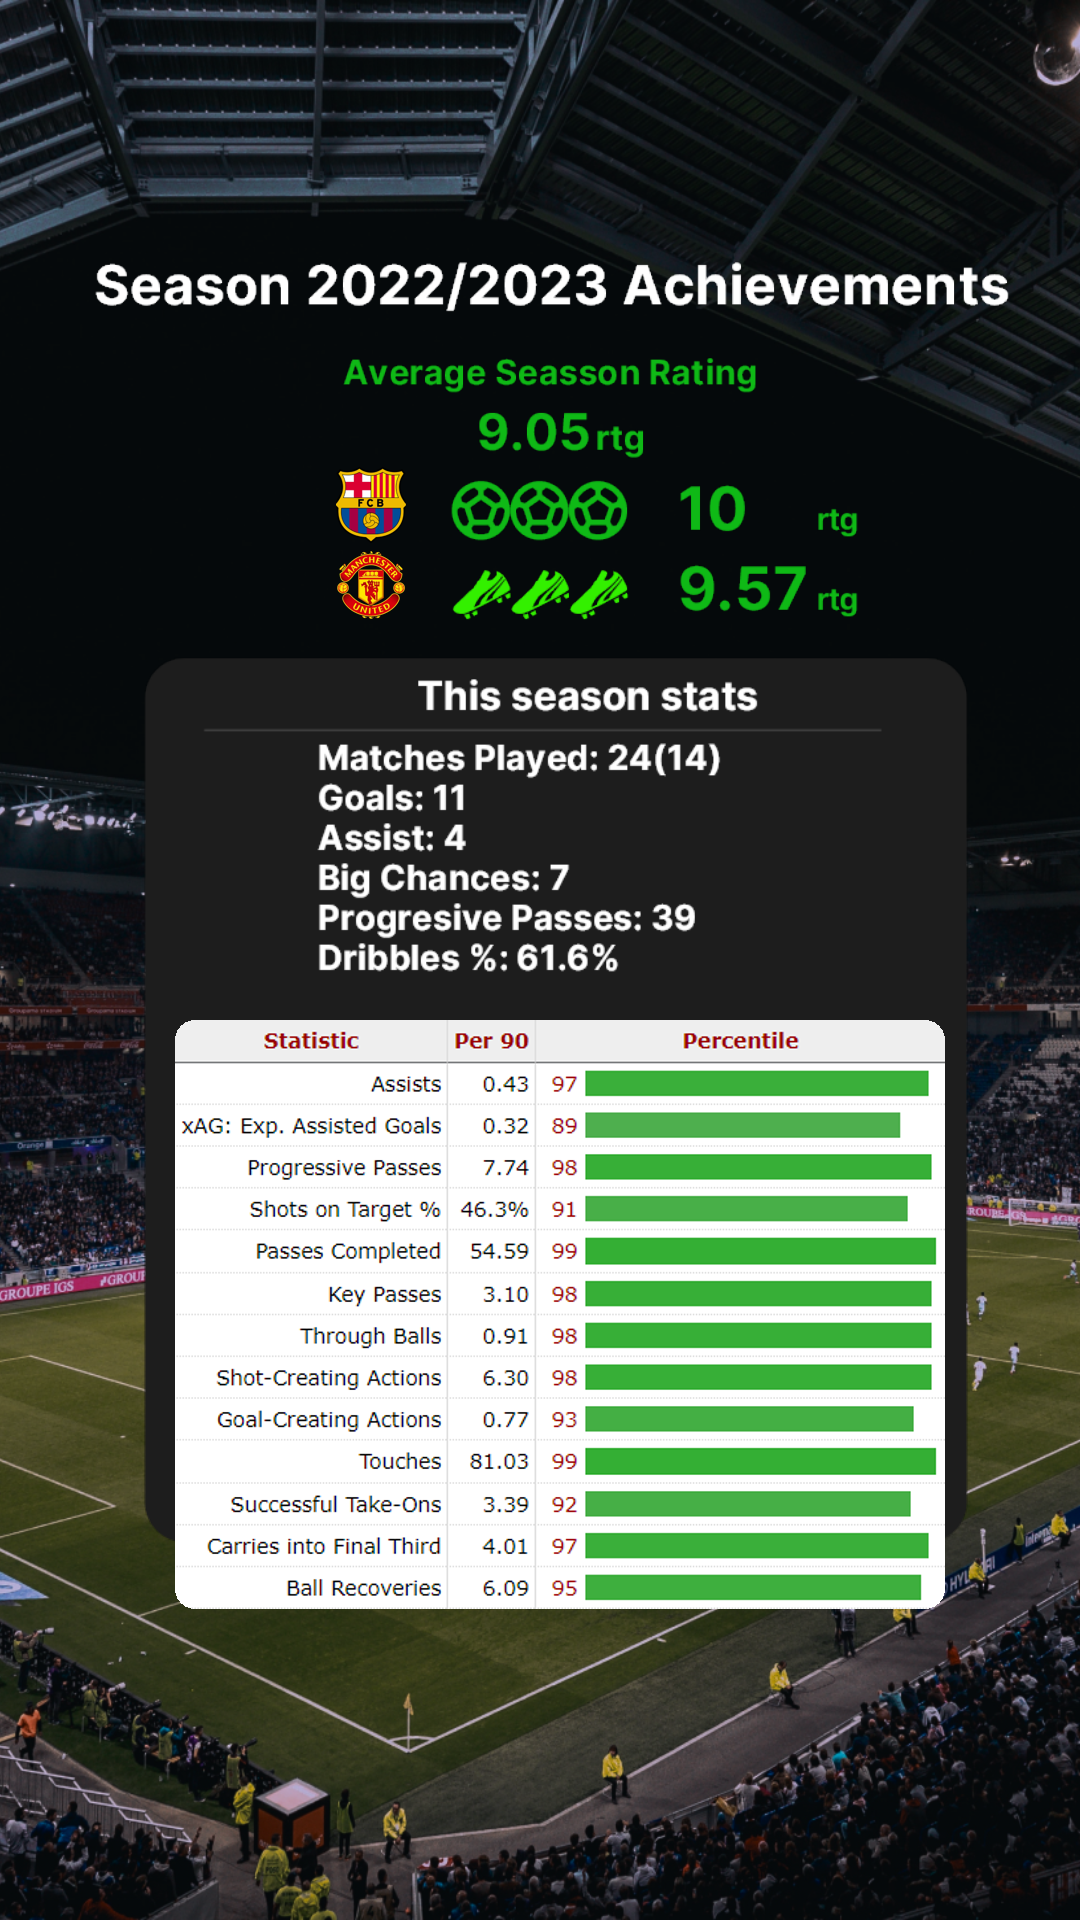 Season 2022/2023 Achievements
Average Seasson Rating
9.05 rtg
FCB
10 rtg
MANCHESTER
UNITED
9.57 rtg
This season stats
Matches Played: 24(14)
Goals: 11
Assist: 4
Big Chances: 7
Progresive Passes: 39
Dribbles %: 61.6%
Statistic Per 90 Percentile
Assists 0.43 97
xAG: Exp. Assisted Goals 0.32 89
Progressive Passes 7.74 98
Shots on Target % 46.3% 91
Passes Completed 54.59 99
Key Passes 3.10 98
Through Balls 0.91 98
Shot-Creating Actions 6.30 98
Goal-Creating Actions 0.77 93
Touches 81.03 99
Successful Take-Ons 3.39 92
Carries into Final Third 4.01 97
Ball Recoveries 6.09 95
Orange
GROUPE IGS #GROU